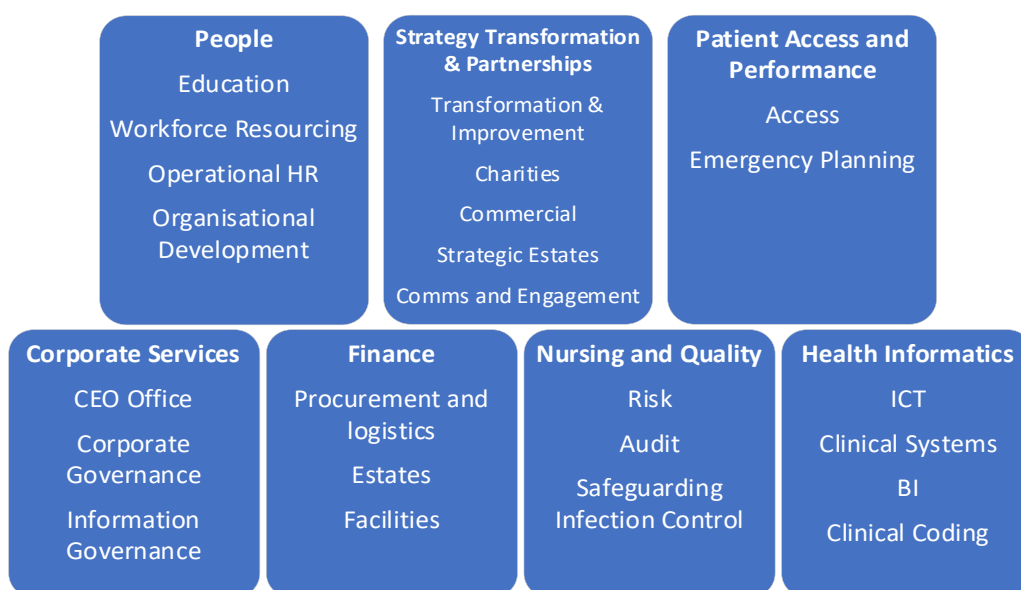 People
Education
Workforce Resourcing
Operational HR
Organisational
Development
Strategy Transformation
& Partnerships
Transformation &
Improvement
Charities
Commercial
Strategic Estates
Comms and Engagement
Patient Access and
Performance
Access
Emergency Planning
Corporate Services
CEO Office
Corporate
Governance
Information
Governance
Finance
Procurement and
logistics
Estates
Facilities
Nursing and Quality
Risk
Audit
Safeguarding
Infection Control
Health Informatics
ICT
Clinical Systems
BI
Clinical Coding